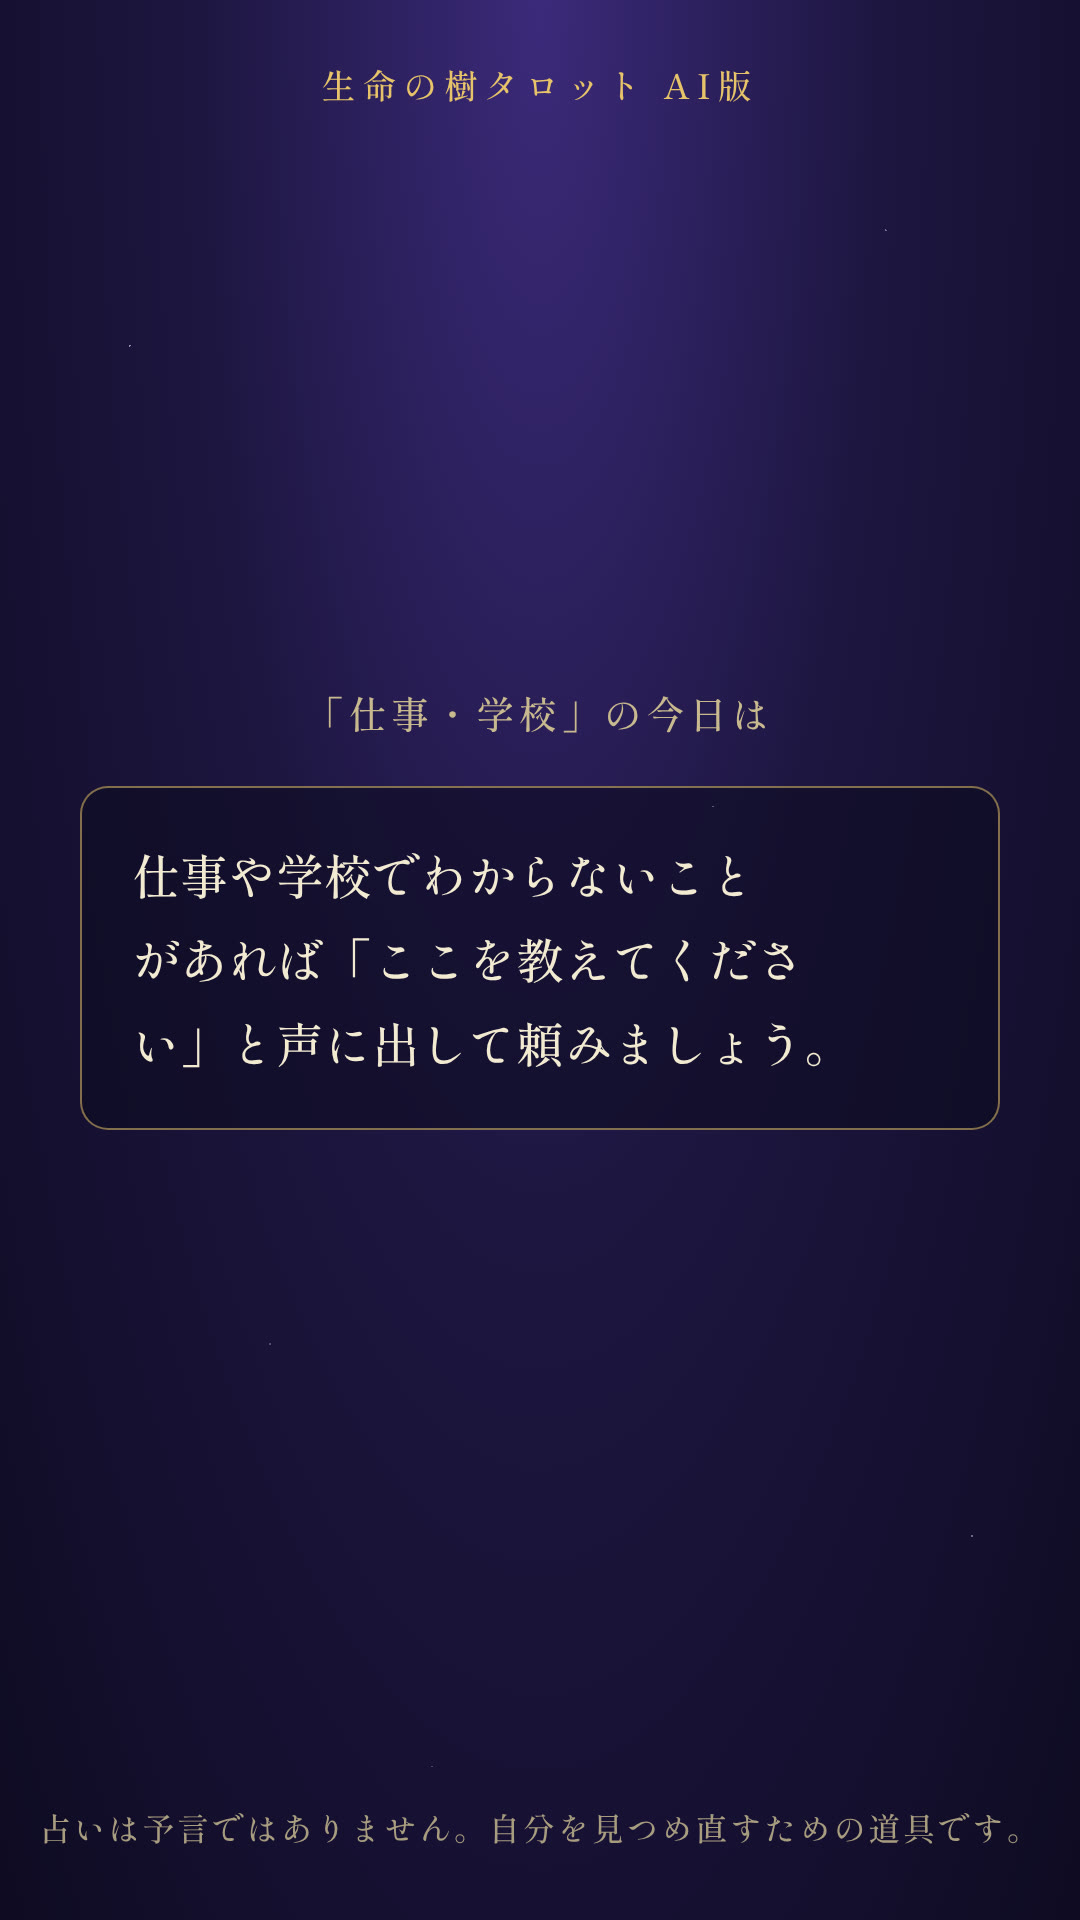 生命の樹タロット AI版
「仕事・学校」の今日は
仕事や学校でわからないこと
があれば「ここを教えてくださ
い」と声に出して頼みましょう。
占いは予言ではありません。自分を見つめ直すための道具です。